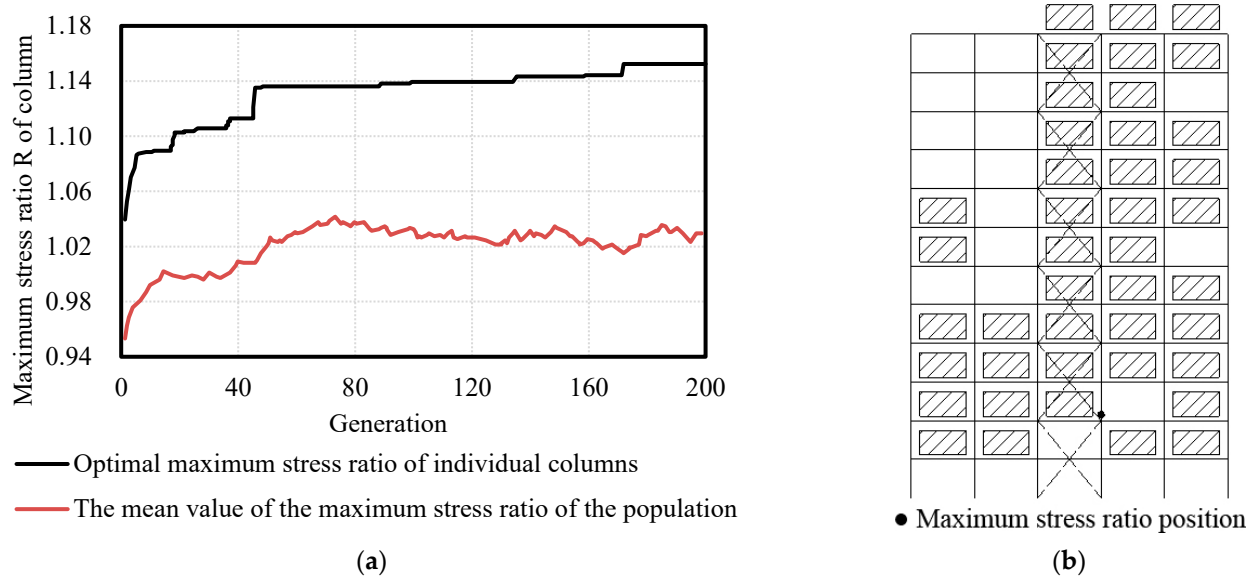 Maximum stress ratio R of column
1.18
1.14
1.10
1.06
1.02
0.98
0.94
0 40 80 120 160 200
Generation
Optimal maximum stress ratio of individual columns
The mean value of the maximum stress ratio of the population
(a)
● Maximum stress ratio position
(b)